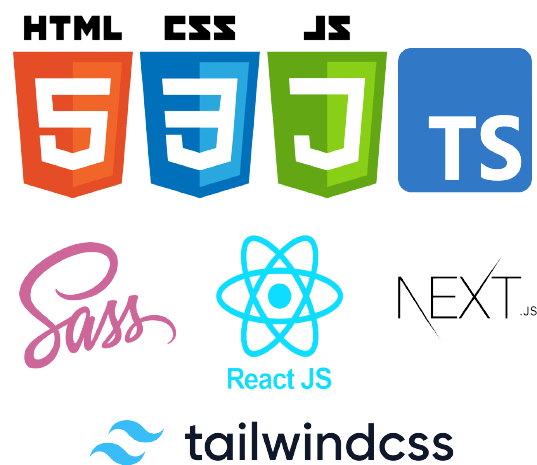 HTML CSS JS
5 3 J TS
Sass
NEXT.JS
React JS
tailwindcss